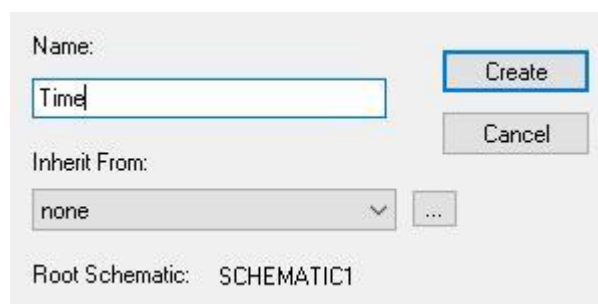 Name:
Create
Time
Cancel
Inherit From:
none
...
Root Schematic: SCHEMATIC1